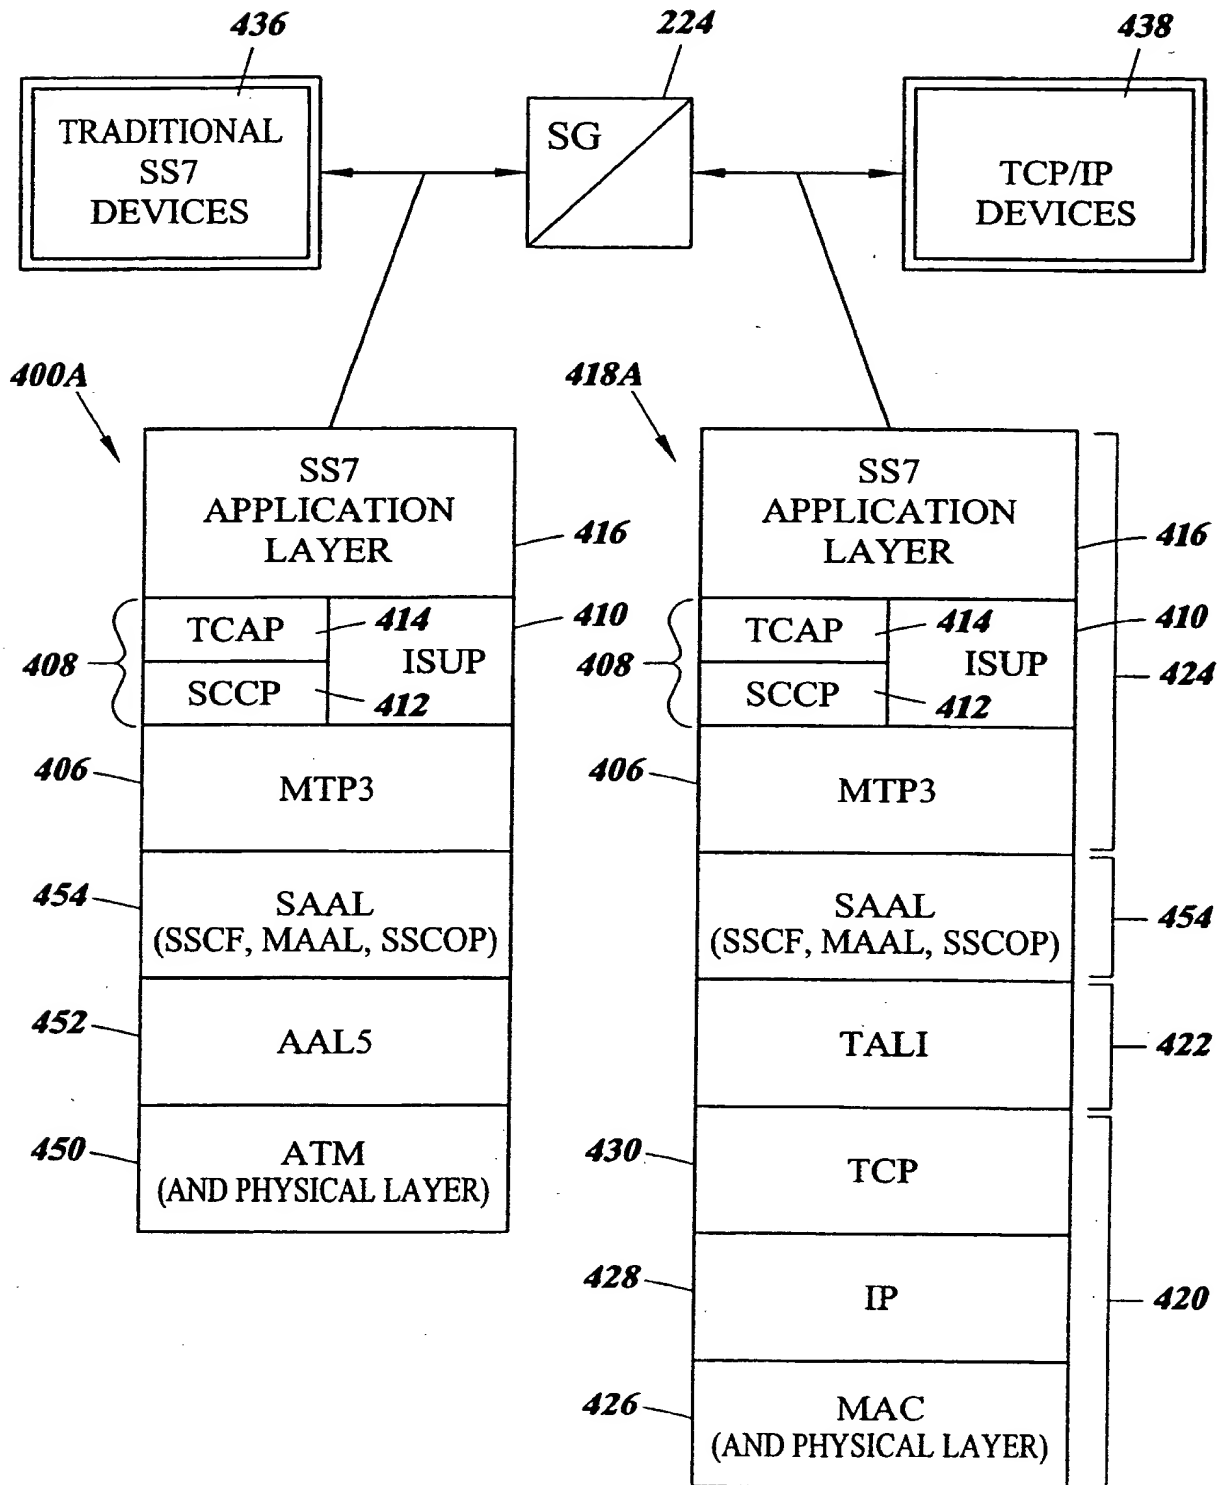 436
224
438
TRADITIONAL
SS7
DEVICES
SG
TCP/IP
DEVICES
400A
418A
SS7
APPLICATION
LAYER
416
TCAP
414
410
408
ISUP
SCCP
412
406
MTP3
454
SAAL
(SSCF, MAAL, SSCOP)
452
AAL5
450
ATM
(AND PHYSICAL LAYER)
SS7
APPLICATION
LAYER
416
TCAP
414
410
408
ISUP
424
SCCP
412
406
MTP3
SAAL
(SSCF, MAAL, SSCOP)
454
TALI
422
430
TCP
428
IP
420
426
MAC
(AND PHYSICAL LAYER)